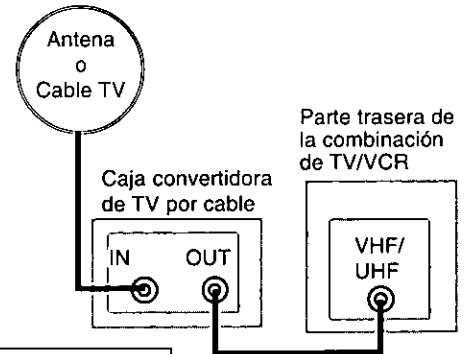 Antena
o
Cable TV
Parte trasera de
la combinación
de TV/VCR
Caja convertidora
de TV por cable
IN
OUT
VHF/
UHF